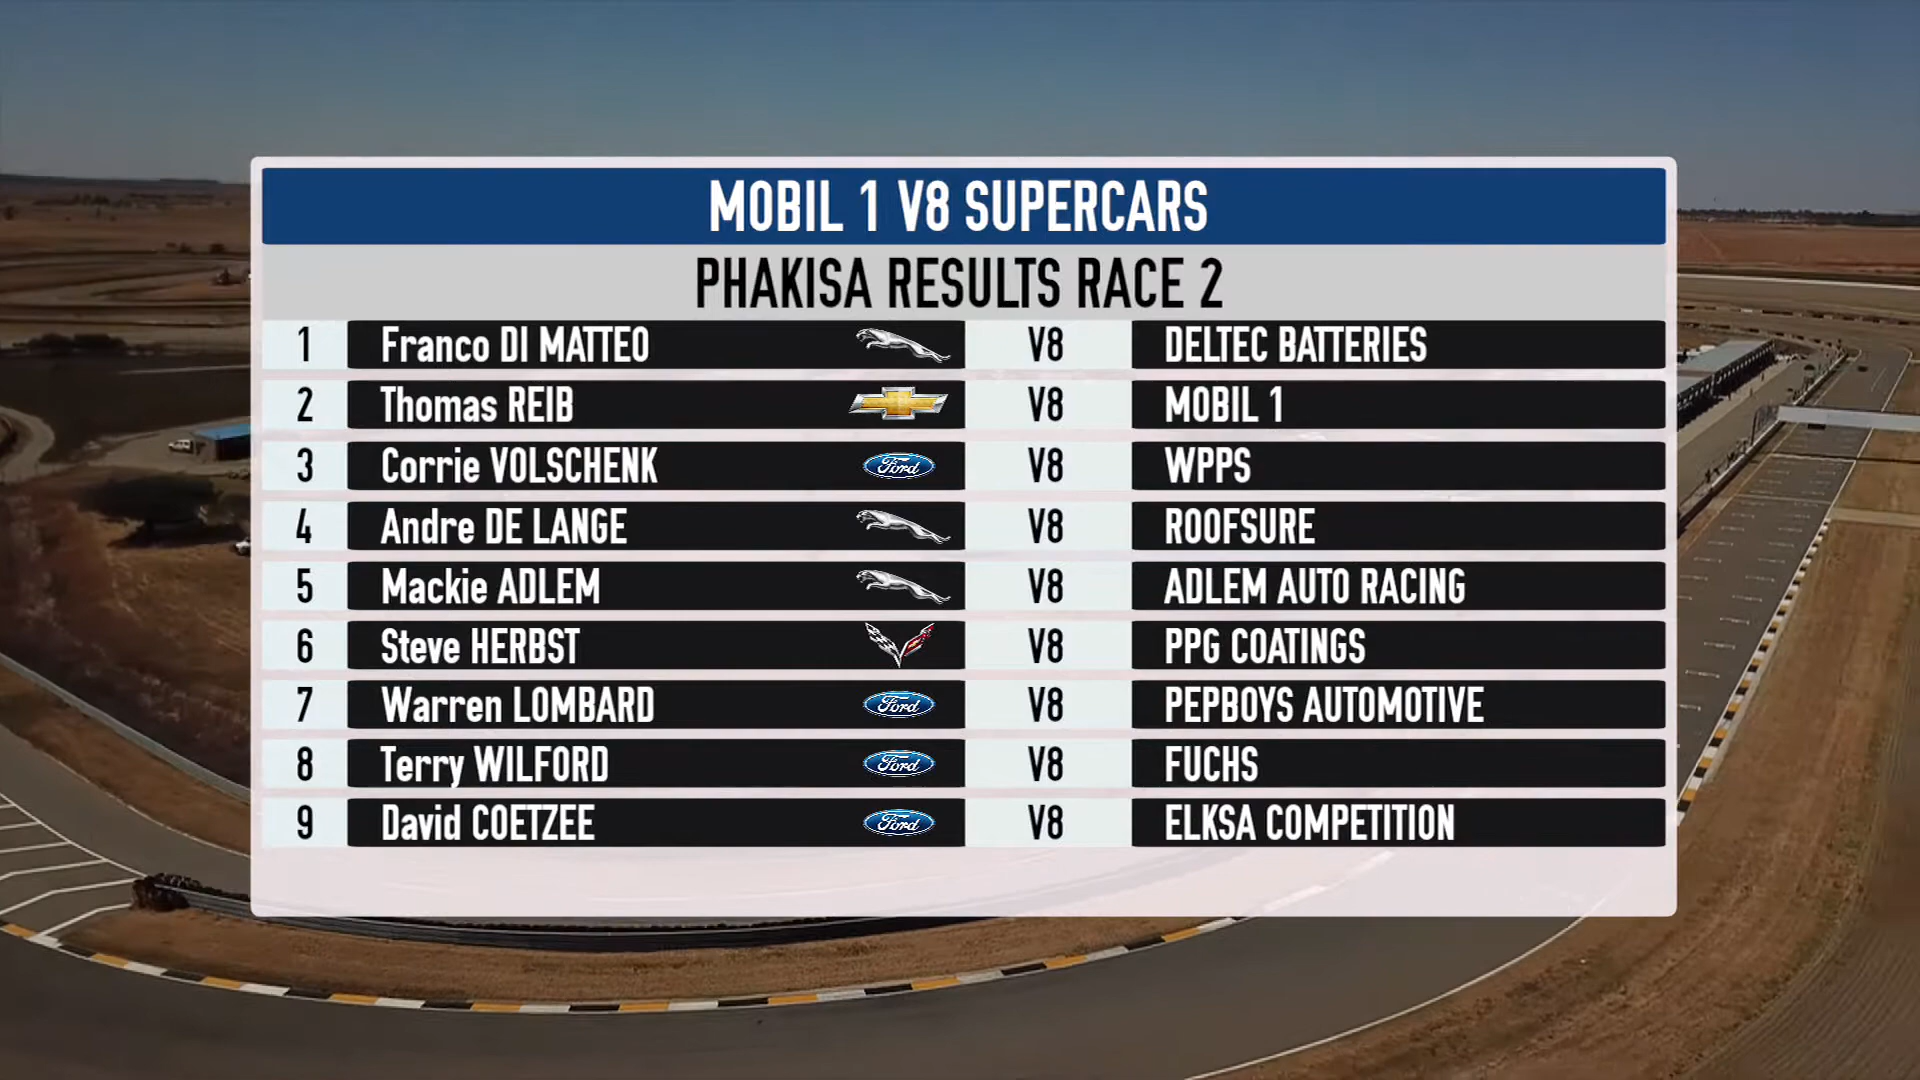 MOBIL 1 V8 SUPERCARS
PHAKISA RESULTS RACE 2
1 Franco DI MATTEO V8 DELTEC BATTERIES
2 Thomas REIB V8 MOBIL 1
3 Corrie VOLSCHENK Ford V8 WPPS
4 Andre DE LANGE V8 ROOFSURE
5 Mackie ADLEM V8 ADLEM AUTO RACING
6 Steve HERBST V8 PPG COATINGS
7 Warren LOMBARD Ford V8 PEPBOYS AUTOMOTIVE
8 Terry WILFORD Ford V8 FUCHS
9 David COETZEE Ford V8 ELKSA COMPETITION